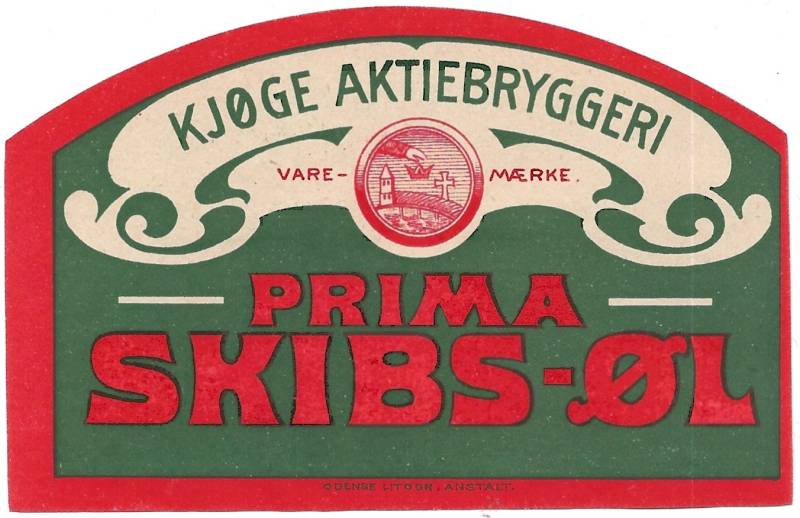 KJØGE AKTIEBRYGGERI
VARE- MÆRKE.
PRIMA
SKIBS-ØL
ODENSE LITOGR. ANSTALT.